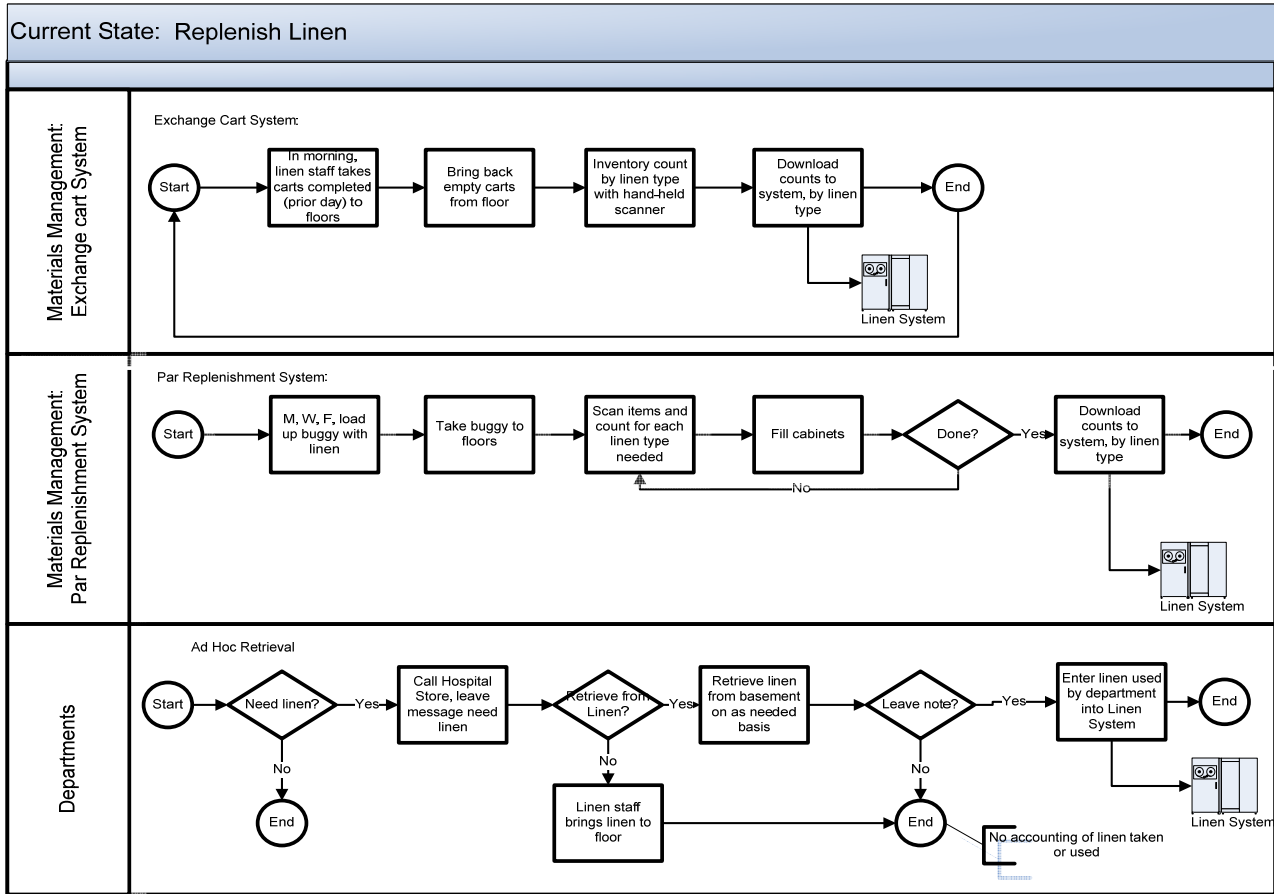 Current State: Replenish Linen
Materials Management:
Exchange cart System
Exchange Cart System:
Start
In morning,
linen staff takes
carts completed
(prior day) to
floors
Bring back
empty carts
from floor
Inventory count
by linen type
with hand-held
scanner
Download
counts to
system, by linen
type
End
Linen System
Materials Management:
Par Replenishment System
Par Replenishment System:
Start
M, W, F, load
up buggy with
linen
Take buggy to
floors
Scan items and
count for each
linen type
needed
Fill cabinets
Done?
Yes
No
Download
counts to
system, by linen
type
End
Linen System
Departments
Ad Hoc Retrieval
Start
Need linen?
Yes
No
End
Call Hospital
Store, leave
message need
linen
Retrieve from
Linen?
Yes
No
Linen staff
brings linen to
floor
Retrieve linen
from basement
on as needed
basis
Leave note?
Yes
No
End
No accounting of linen taken
or used
Enter linen used
by department
into Linen
System
End
Linen System